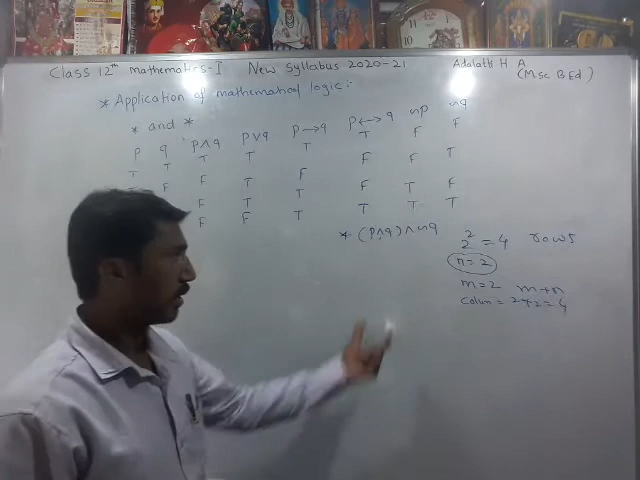 Class 12th mathematics-I New syllabus 2020-21 Adalath H A
(Msc B Ed)
* Application of mathematical logic:-
* and *
p q p∧q p∨q p→q p↔q ~p ~q
T T T T T T F F
T F F T F F F T
F T F T T F T F
F F F F T T T T
* (p∧q)∧~q 2² = 4 rows
n=2
m=2 m+n
Colum = 2+2=4